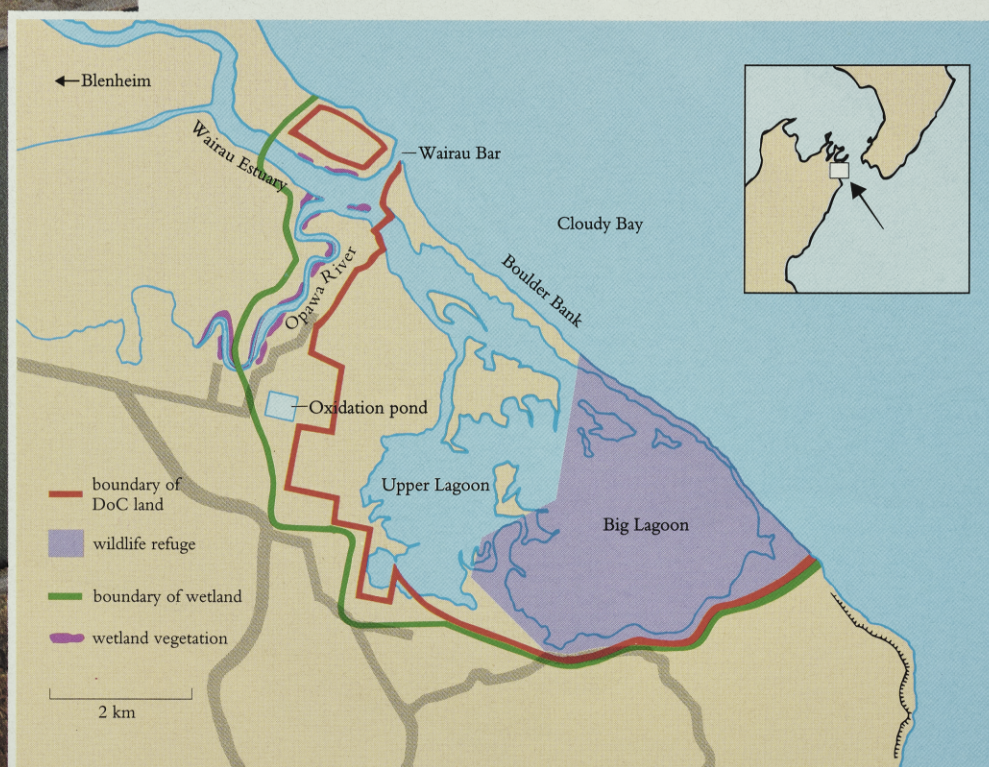 Blenheim
Wairau Estuary
Wairau Bar
Cloudy Bay
Boulder Bank
Opawa River
Oxidation pond
Upper Lagoon
Big Lagoon
boundary of
DoC land
wildlife refuge
boundary of wetland
wetland vegetation
2 km